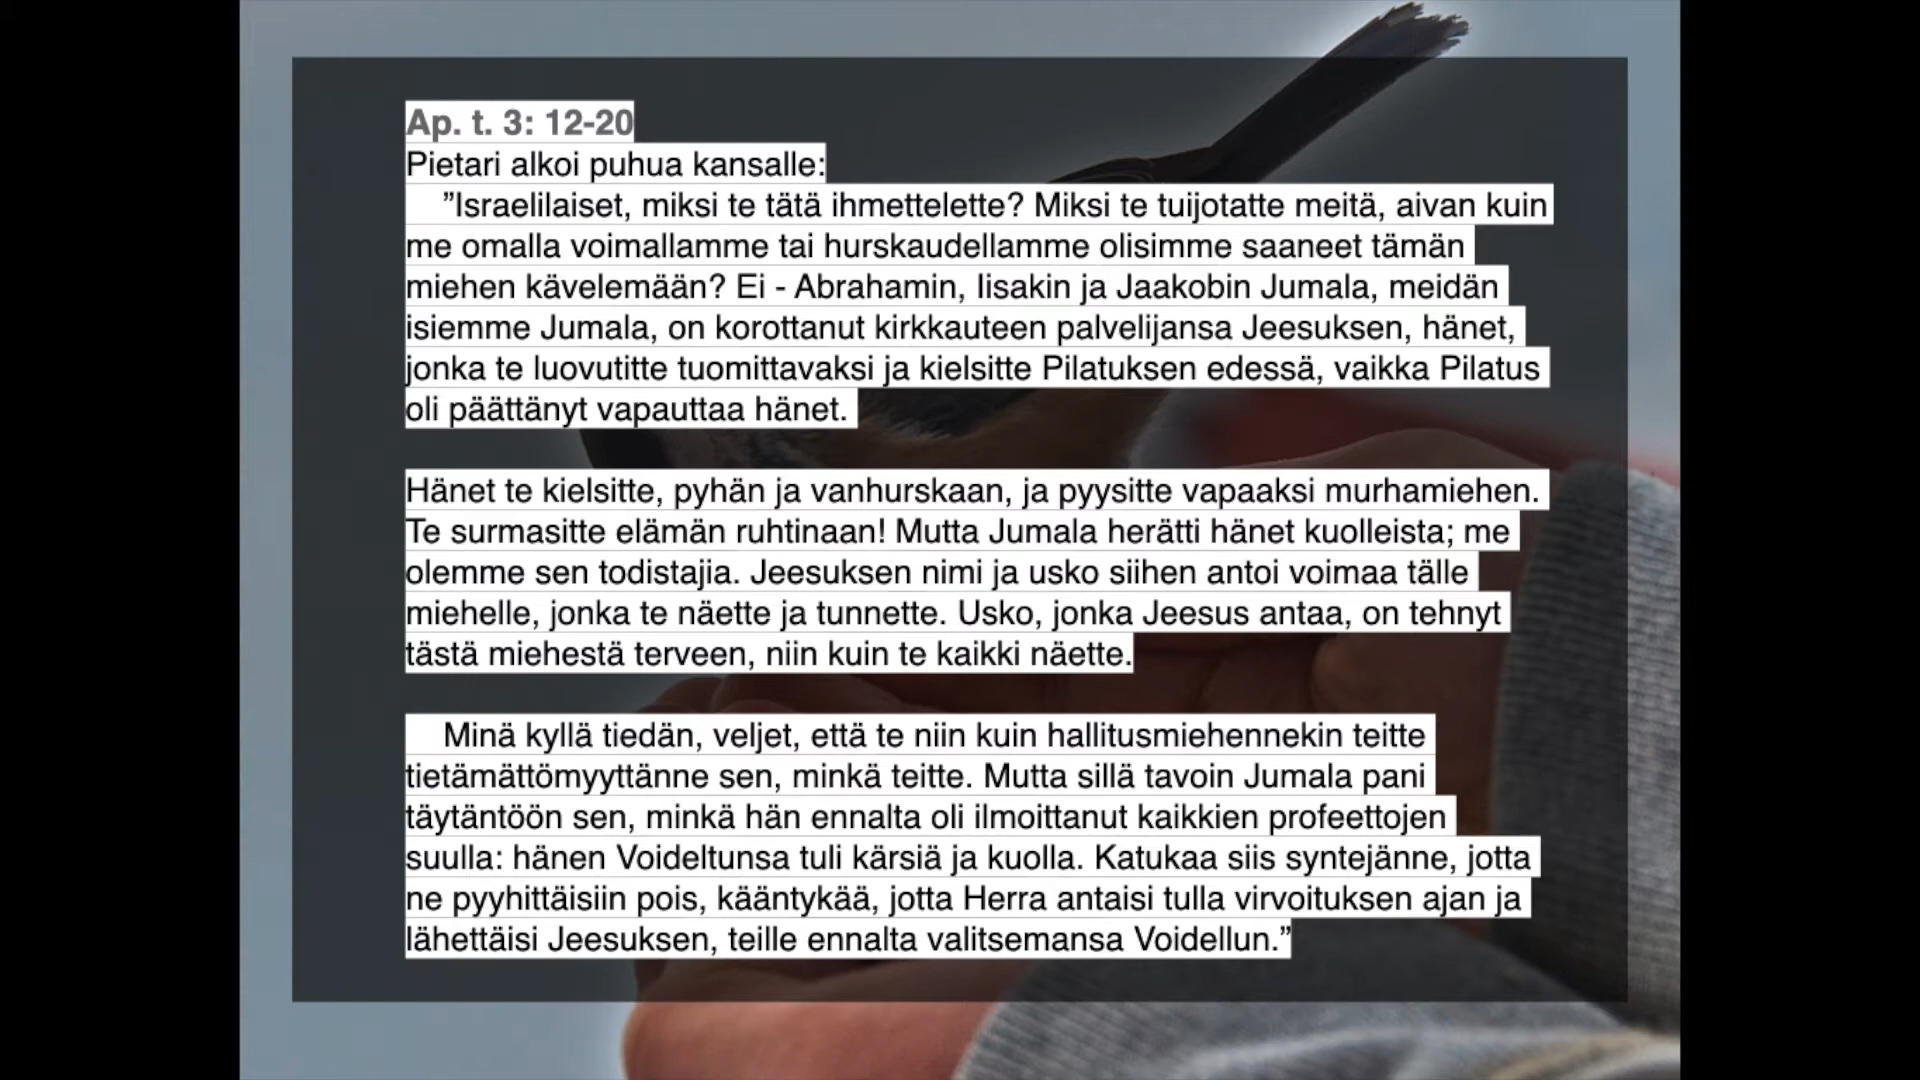 Ap. t. 3: 12-20
Pietari alkoi puhua kansalle:
”Israelilaiset, miksi te tätä ihmettelette? Miksi te tuijotatte meitä, aivan kuin
me omalla voimallamme tai hurskaudellamme olisimme saaneet tämän
miehen kävelemään? Ei - Abrahamin, Iisakin ja Jaakobin Jumala, meidän
isiemme Jumala, on korottanut kirkkauteen palvelijansa Jeesuksen, hänet,
jonka te luovutitte tuomittavaksi ja kielsitte Pilatuksen edessä, vaikka Pilatus
oli päättänyt vapauttaa hänet.
Hänet te kielsitte, pyhän ja vanhurskaan, ja pyysitte vapaaksi murhamiehen.
Te surmasitte elämän ruhtinaan! Mutta Jumala herätti hänet kuolleista; me
olemme sen todistajia. Jeesuksen nimi ja usko siihen antoi voimaa tälle
miehelle, jonka te näette ja tunnette. Usko, jonka Jeesus antaa, on tehnyt
tästä miehestä terveen, niin kuin te kaikki näette.
Minä kyllä tiedän, veljet, että te niin kuin hallitusmiehennekin teitte
tietämättömyyttänne sen, minkä teitte. Mutta sillä tavoin Jumala pani
täytäntöön sen, minkä hän ennalta oli ilmoittanut kaikkien profeettojen
suulla: hänen Voideltunsa tuli kärsiä ja kuolla. Katukaa siis syntejänne, jotta
ne pyyhittäisiin pois, kääntykää, jotta Herra antaisi tulla virvoituksen ajan ja
lähettäisi Jeesuksen, teille ennalta valitsemansa Voidellun.”